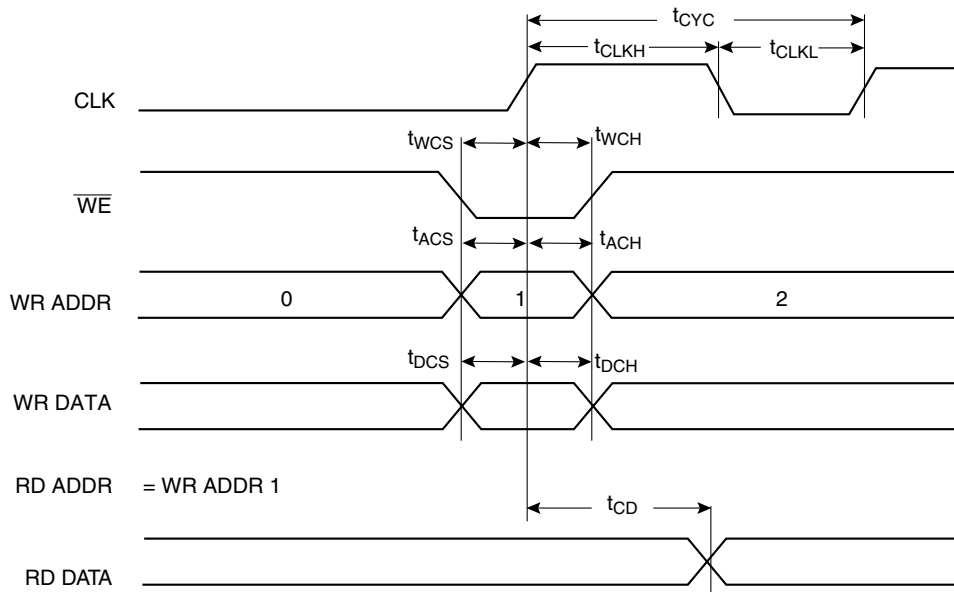 tCYC
tCLKH tCLKL
CLK
tWCS tWCH
WE
tACS tACH
WR ADDR 0 1 2
tDCS tDCH
WR DATA
RD ADDR = WR ADDR 1
tCD
RD DATA